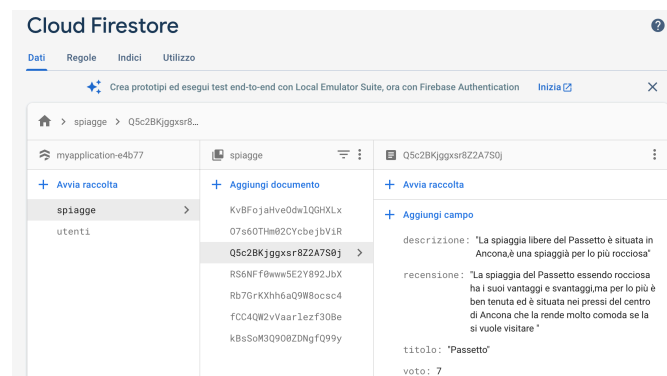 Cloud Firestore
Dati Regole Indici Utilizzo
Crea prototipi ed esegui test end-to-end con Local Emulator Suite, ora con Firebase Authentication Inizia
spiagge > Q5c2BKjggxsr8...
myapplication-e4b77
spiagge
Q5c2BKjggxsr8Z2A7S0j
+ Avvia raccolta
+ Aggiungi documento
+ Avvia raccolta
spiagge
utenti
KvBFojaHveOdwlQGHXLx
O7s6OTHm02CYcbejbViR
Q5c2BKjggxsr8Z2A7S0j
RS6NFf0www5E2Y892JbX
Rb7GrKXhh6aQ9W8ocsc4
fCC4QW2vVaarlezf3OBe
kBsSoM3Q9O0ZDNgfQ99y
+ Aggiungi campo
descrizione: "La spiaggia libere del Passetto è situata in
Ancona,è una spiaggià per lo più rocciosa"
recensione: "La spiaggia del Passetto essendo rocciosa
ha i suoi vantaggi e svantaggi,ma per lo più è
ben tenuta ed è situata nei pressi del centro
di Ancona che la rende molto comoda se la
si vuole visitare "
titolo: "Passetto"
voto: 7